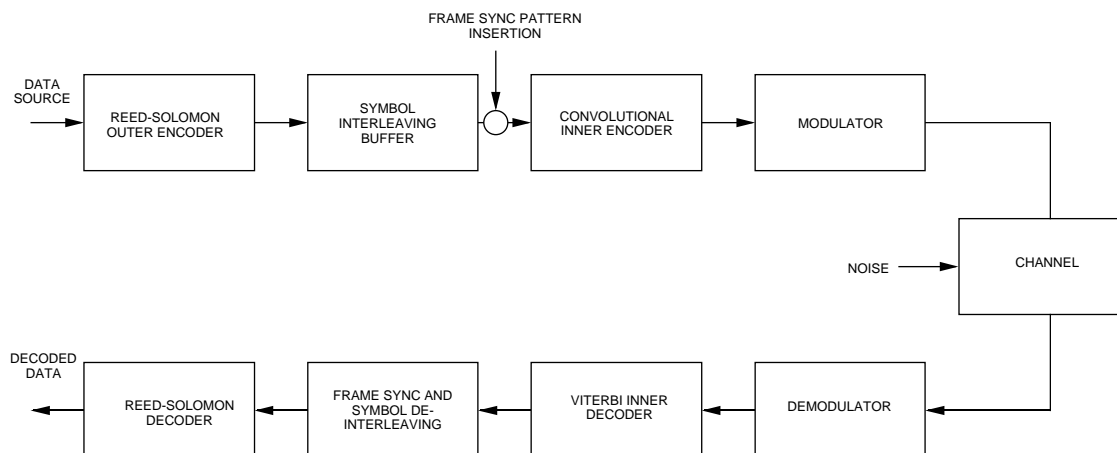 FRAME SYNC PATTERN
INSERTION
DATA
SOURCE
REED-SOLOMON
OUTER ENCODER
SYMBOL
INTERLEAVING
BUFFER
CONVOLUTIONAL
INNER ENCODER
MODULATOR
NOISE
CHANNEL
DECODED
DATA
REED-SOLOMON
DECODER
FRAME SYNC AND
SYMBOL DE-
INTERLEAVING
VITERBI INNER
DECODER
DEMODULATOR